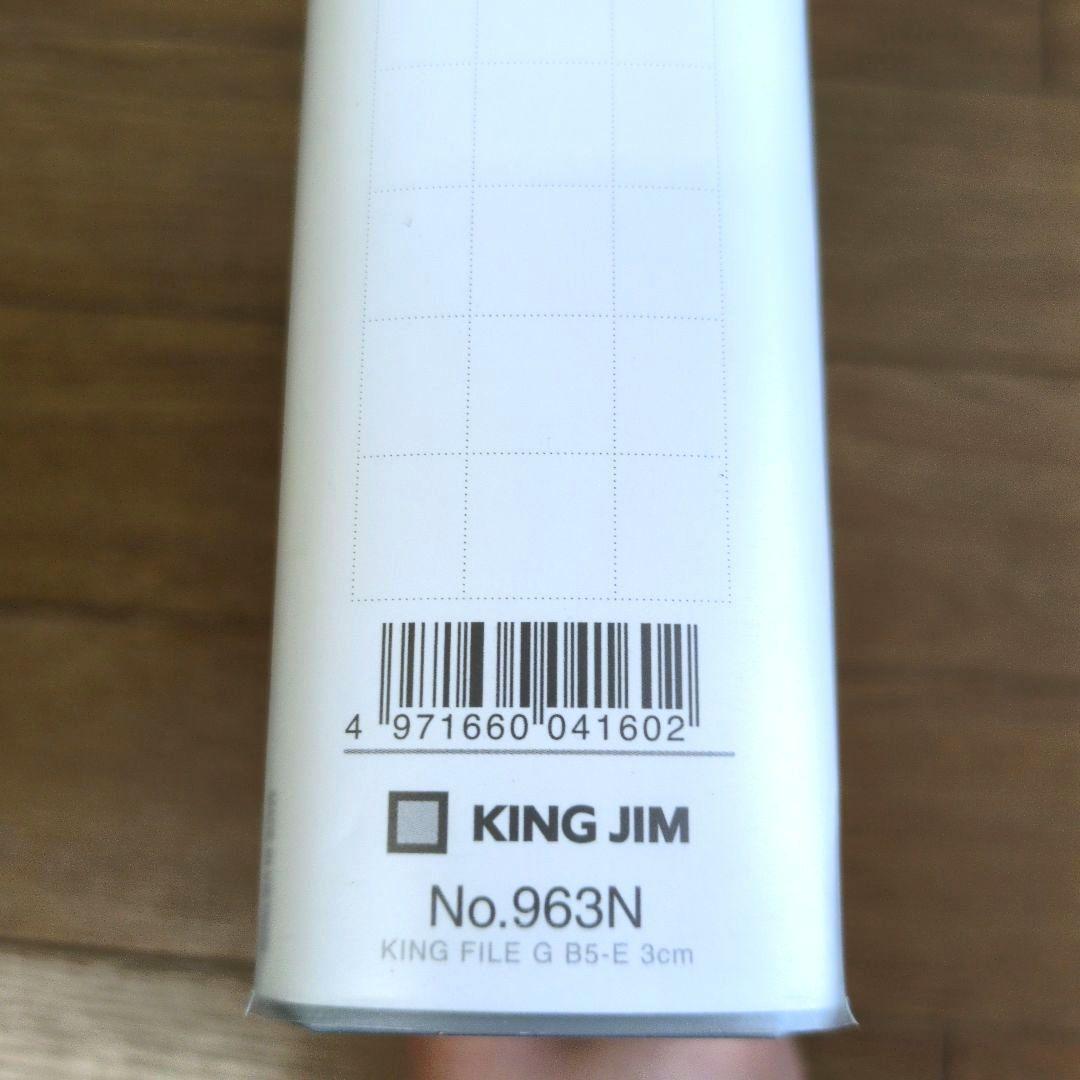 4 971660 041602
KING JIM
No.963N
KING FILE G B5-E 3cm